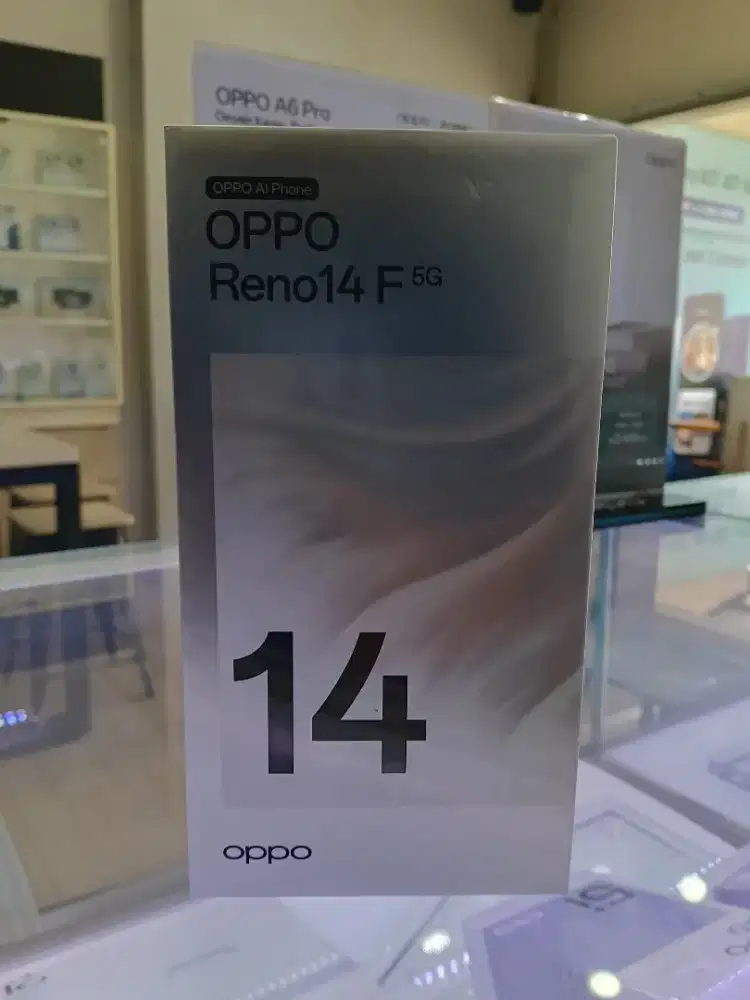 OPPO A6 Pro
OPPO AI Phone
OPPO
Reno14 F 5G
14
oppo